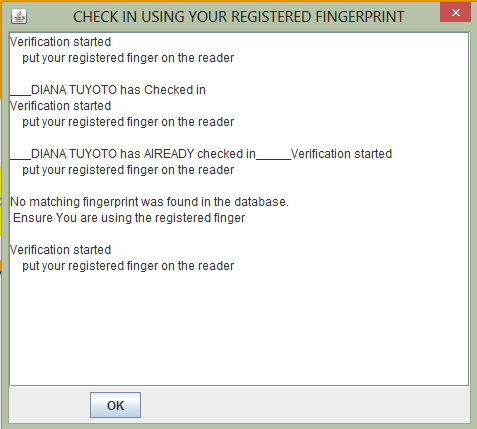 CHECK IN USING YOUR REGISTERED FINGERPRINT
Verification started
put your registered finger on the reader
___DIANA TUYOTO has Checked in
Verification started
put your registered finger on the reader
___DIANA TUYOTO has AlREADY checked in_____Verification started
put your registered finger on the reader
No matching fingerprint was found in the database.
Ensure You are using the registered finger
Verification started
put your registered finger on the reader
OK